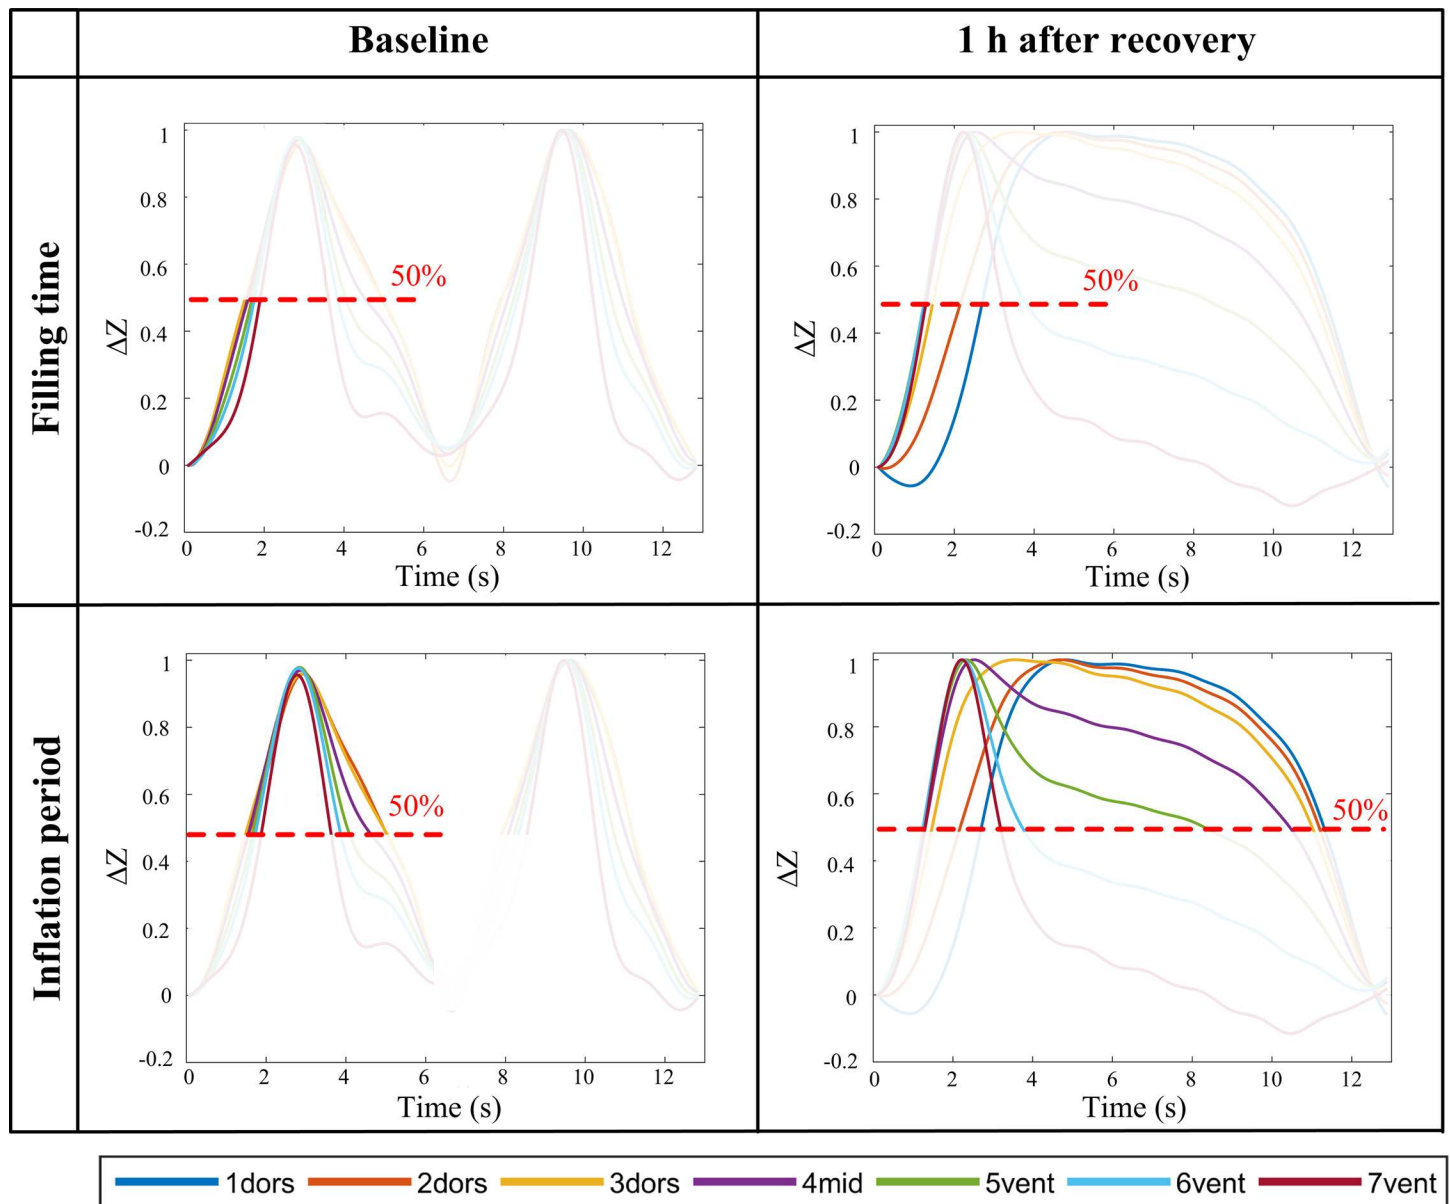 Baseline
1 h after recovery
Filling time
1
0.8
0.6
0.4
0.2
0
-0.2
ΔZ
50%
0 2 4 6 8 10 12
Time (s)
1
0.8
0.6
0.4
0.2
0
-0.2
ΔZ
50%
0 2 4 6 8 10 12
Time (s)
Inflation period
1
0.8
0.6
0.4
0.2
0
-0.2
ΔZ
50%
0 2 4 6 8 10 12
Time (s)
1
0.8
0.6
0.4
0.2
0
-0.2
ΔZ
50%
0 2 4 6 8 10 12
Time (s)
1dors 2dors 3dors 4mid 5vent 6vent 7vent